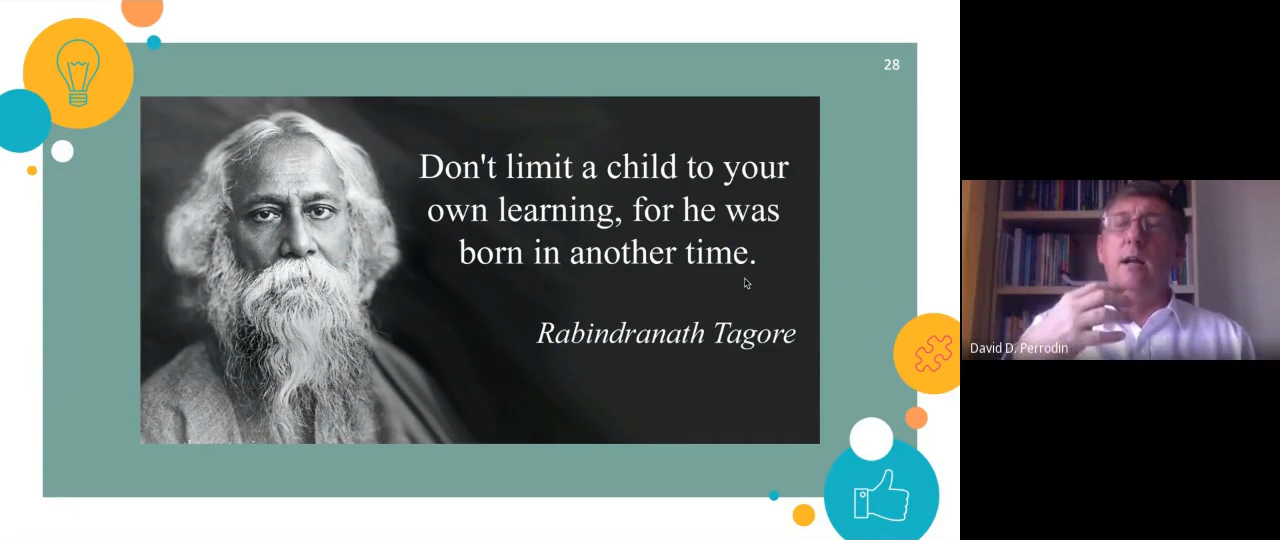 28
Don't limit a child to your
own learning, for he was
born in another time.
Rabindranath Tagore
David D. Perrodin